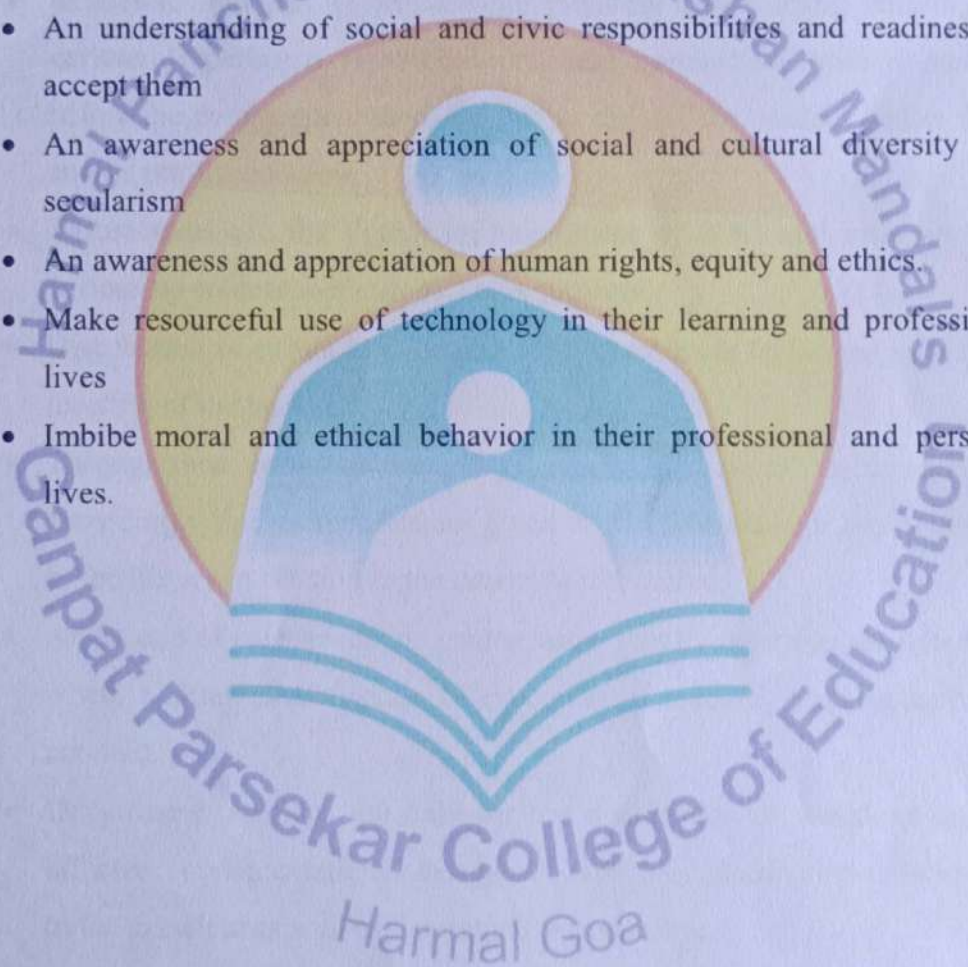 • An understanding of social and civic responsibilities and readines
accept them
• An awareness and appreciation of social and cultural diversity
secularism
• An awareness and appreciation of human rights, equity and ethics.
• Make resourceful use of technology in their learning and professi
lives
• Imbibe moral and ethical behavior in their professional and pers
lives.
Mandals
Ganpat Parsekar College of Education
Harmal Goa